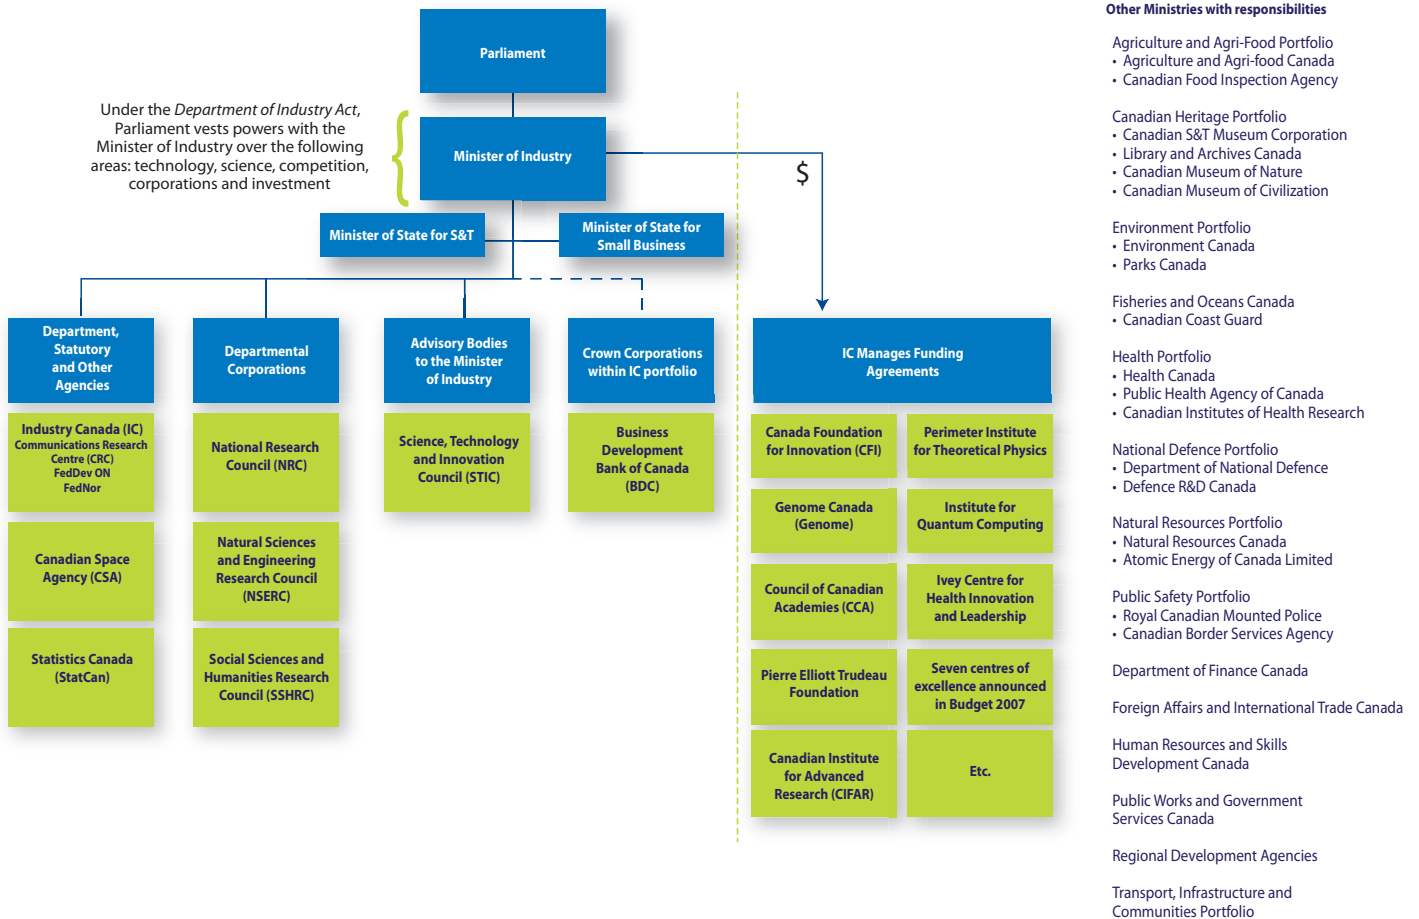 Parliament
Under the Department of Industry Act,
Parliament vests powers with the
Minister of Industry over the following
areas: technology, science, competition,
corporations and investment
Minister of Industry
$
Minister of State for S&T
Minister of State for
Small Business
Department,
Statutory
and Other
Agencies
Industry Canada (IC)
Communications Research
Centre (CRC)
FedDev ON
FedNor
Canadian Space
Agency (CSA)
Statistics Canada
(StatCan)
Departmental
Corporations
National Research
Council (NRC)
Natural Sciences
and Engineering
Research Council
(NSERC)
Social Sciences and
Humanities Research
Council (SSHRC)
Advisory Bodies
to the Minister
of Industry
Science, Technology
and Innovation
Council (STIC)
Crown Corporations
within IC portfolio
Business
Development
Bank of Canada
(BDC)
IC Manages Funding
Agreements
Canada Foundation
for Innovation (CFI)
Perimeter Institute
for Theoretical Physics
Genome Canada
(Genome)
Institute for
Quantum Computing
Council of Canadian
Academies (CCA)
Ivey Centre for
Health Innovation
and Leadership
Pierre Elliott Trudeau
Foundation
Seven centres of
excellence announced
in Budget 2007
Canadian Institute
for Advanced
Research (CIFAR)
Etc.
Other Ministries with responsibilities
Agriculture and Agri-Food Portfolio
• Agriculture and Agri-food Canada
• Canadian Food Inspection Agency
Canadian Heritage Portfolio
• Canadian S&T Museum Corporation
• Library and Archives Canada
• Canadian Museum of Nature
• Canadian Museum of Civilization
Environment Portfolio
• Environment Canada
• Parks Canada
Fisheries and Oceans Canada
• Canadian Coast Guard
Health Portfolio
• Health Canada
• Public Health Agency of Canada
• Canadian Institutes of Health Research
National Defence Portfolio
• Department of National Defence
• Defence R&D Canada
Natural Resources Portfolio
• Natural Resources Canada
• Atomic Energy of Canada Limited
Public Safety Portfolio
• Royal Canadian Mounted Police
• Canadian Border Services Agency
Department of Finance Canada
Foreign Affairs and International Trade Canada
Human Resources and Skills
Development Canada
Public Works and Government
Services Canada
Regional Development Agencies
Transport, Infrastructure and
Communities Portfolio